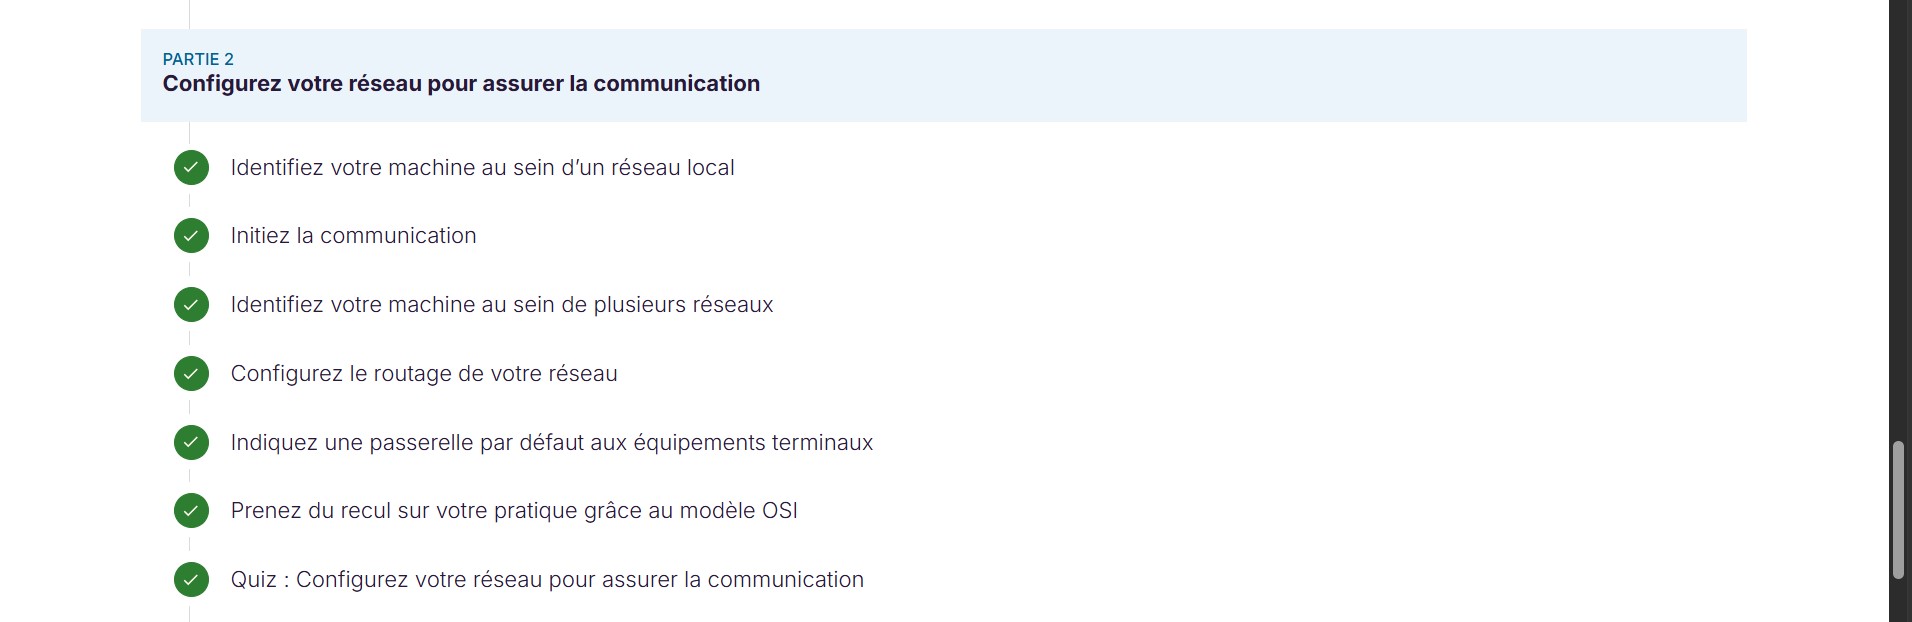 PARTIE 2
Configurez votre réseau pour assurer la communication
Identifiez votre machine au sein d’un réseau local
Initiez la communication
Identifiez votre machine au sein de plusieurs réseaux
Configurez le routage de votre réseau
Indiquez une passerelle par défaut aux équipements terminaux
Prenez du recul sur votre pratique grâce au modèle OSI
Quiz : Configurez votre réseau pour assurer la communication